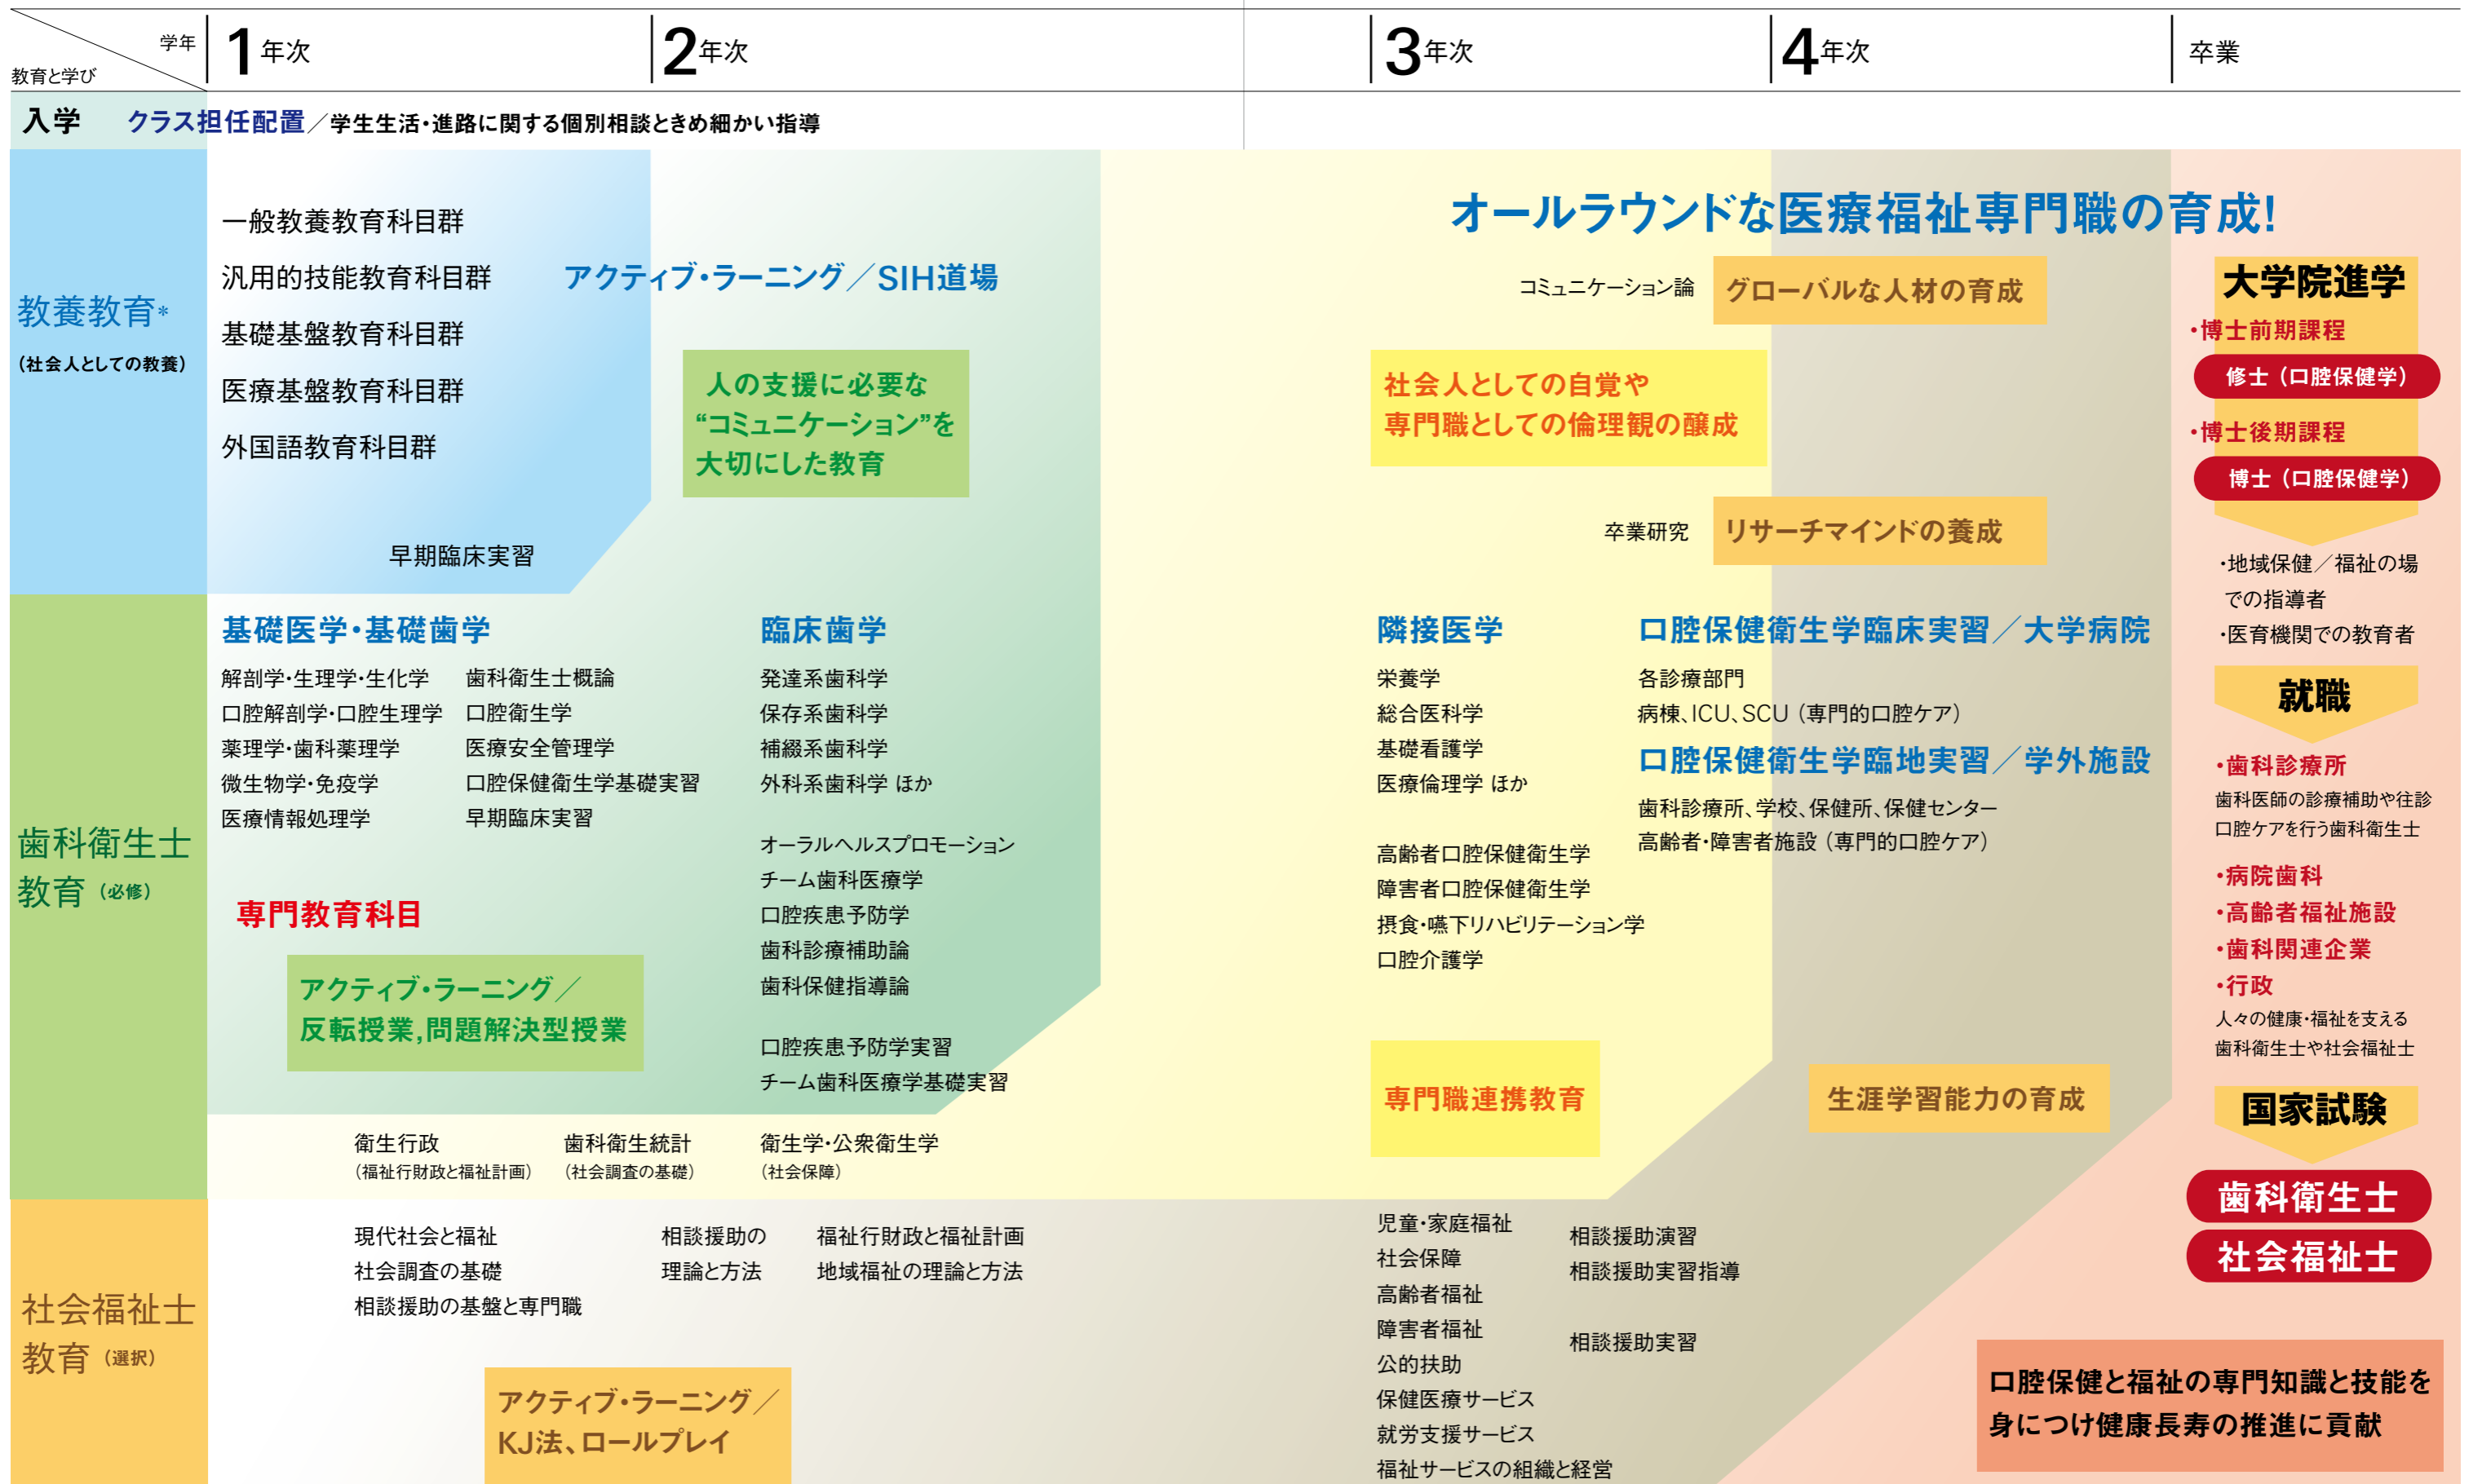 学年
教育と学び
1年次
2年次
3年次
4年次
卒業
入学 クラス担任配置／学生生活・進路に関する個別相談ときめ細かい指導
教養教育*
（社会人としての教養）
一般教養教育科目群
汎用的技能教育科目群
基礎基盤教育科目群
医療基盤教育科目群
外国語教育科目群
早期臨床実習
アクティブ・ラーニング／SIH道場
人の支援に必要な
“コミュニケーション”を
大切にした教育
オールラウンドな医療福祉専門職の育成！
コミュニケーション論
グローバルな人材の育成
社会人としての自覚や
専門職としての倫理観の醸成
卒業研究
リサーチマインドの養成
歯科衛生士
教育（必修）
基礎医学・基礎歯学
解剖学・生理学・生化学
口腔解剖学・口腔生理学
薬理学・歯科薬理学
微生物学・免疫学
医療情報処理学
歯科衛生士概論
口腔衛生学
医療安全管理学
口腔保健衛生学基礎実習
早期臨床実習
専門教育科目
アクティブ・ラーニング／
反転授業,問題解決型授業
臨床歯学
発達系歯科学
保存系歯科学
補綴系歯科学
外科系歯科学 ほか
オーラルヘルスプロモーション
チーム歯科医療学
口腔疾患予防学
歯科診療補助論
歯科保健指導論
口腔疾患予防学実習
チーム歯科医療学基礎実習
衛生行政
（福祉行財政と福祉計画）
歯科衛生統計
（社会調査の基礎）
衛生学・公衆衛生学
（社会保障）
隣接医学
栄養学
総合医科学
基礎看護学
医療倫理学 ほか
高齢者口腔保健衛生学
障害者口腔保健衛生学
摂食・嚥下リハビリテーション学
口腔介護学
専門職連携教育
口腔保健衛生学臨床実習／大学病院
各診療部門
病棟、ICU、SCU（専門的口腔ケア）
口腔保健衛生学臨地実習／学外施設
歯科診療所、学校、保健所、保健センター
高齢者・障害者施設（専門的口腔ケア）
生涯学習能力の育成
社会福祉士
教育（選択）
現代社会と福祉
社会調査の基礎
相談援助の基盤と専門職
相談援助の
理論と方法
福祉行財政と福祉計画
地域福祉の理論と方法
アクティブ・ラーニング／
KJ法、ロールプレイ
児童・家庭福祉
社会保障
高齢者福祉
障害者福祉
公的扶助
保健医療サービス
就労支援サービス
福祉サービスの組織と経営
相談援助演習
相談援助実習指導
相談援助実習
大学院進学
・博士前期課程
修士（口腔保健学）
・博士後期課程
博士（口腔保健学）
・地域保健／福祉の場
での指導者
・医育機関での教育者
就職
・歯科診療所
歯科医師の診療補助や往診
口腔ケアを行う歯科衛生士
・病院歯科
・高齢者福祉施設
・歯科関連企業
・行政
人々の健康・福祉を支える
歯科衛生士や社会福祉士
国家試験
歯科衛生士
社会福祉士
口腔保健と福祉の専門知識と技能を
身につけ健康長寿の推進に貢献